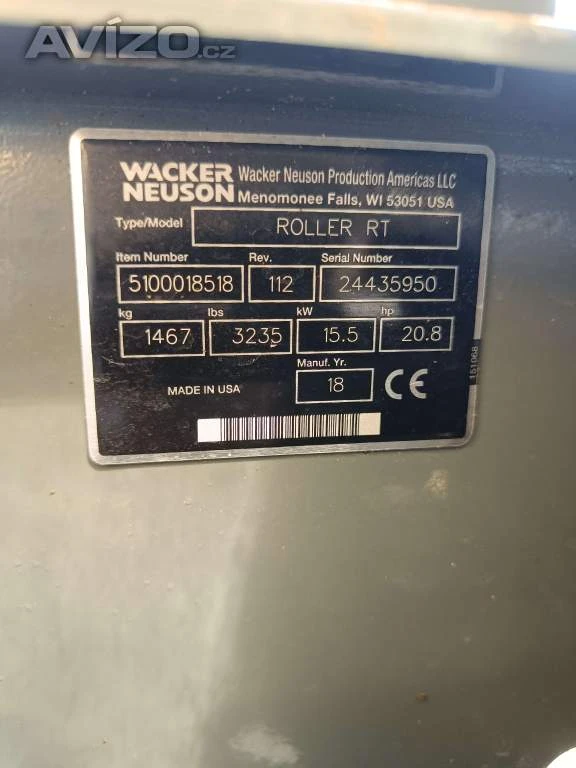 AVÍZO.cz
WACKER NEUSON
Wacker Neuson Production Americas LLC
Menomonee Falls, WI 53051 USA
Type/Model ROLLER RT
Item Number Rev. Serial Number
5100018518 112 24435950
kg lbs kW hp
1467 3235 15.5 20.8
Manuf. Yr.
MADE IN USA 18 CE
151068